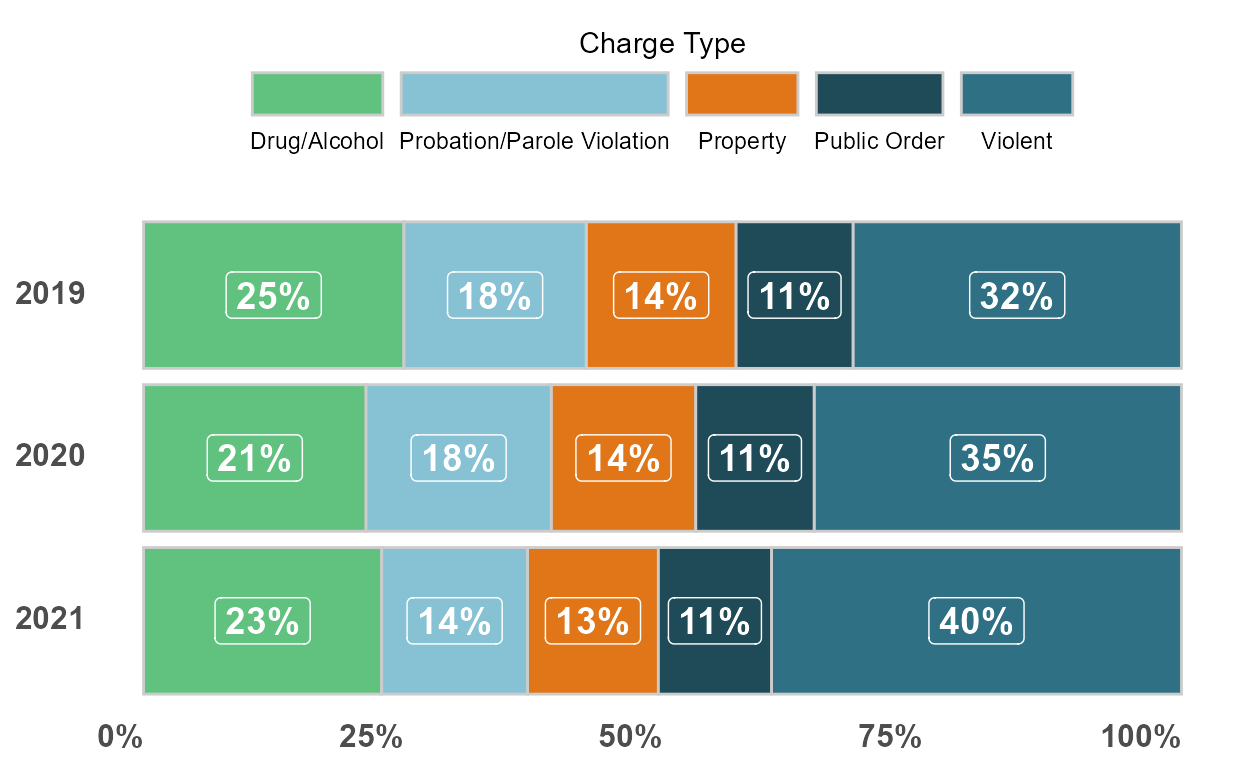 Charge Type
Drug/Alcohol Probation/Parole Violation Property Public Order Violent
2019 25% 18% 14% 11% 32%
2020 21% 18% 14% 11% 35%
2021 23% 14% 13% 11% 40%
0% 25% 50% 75% 100%